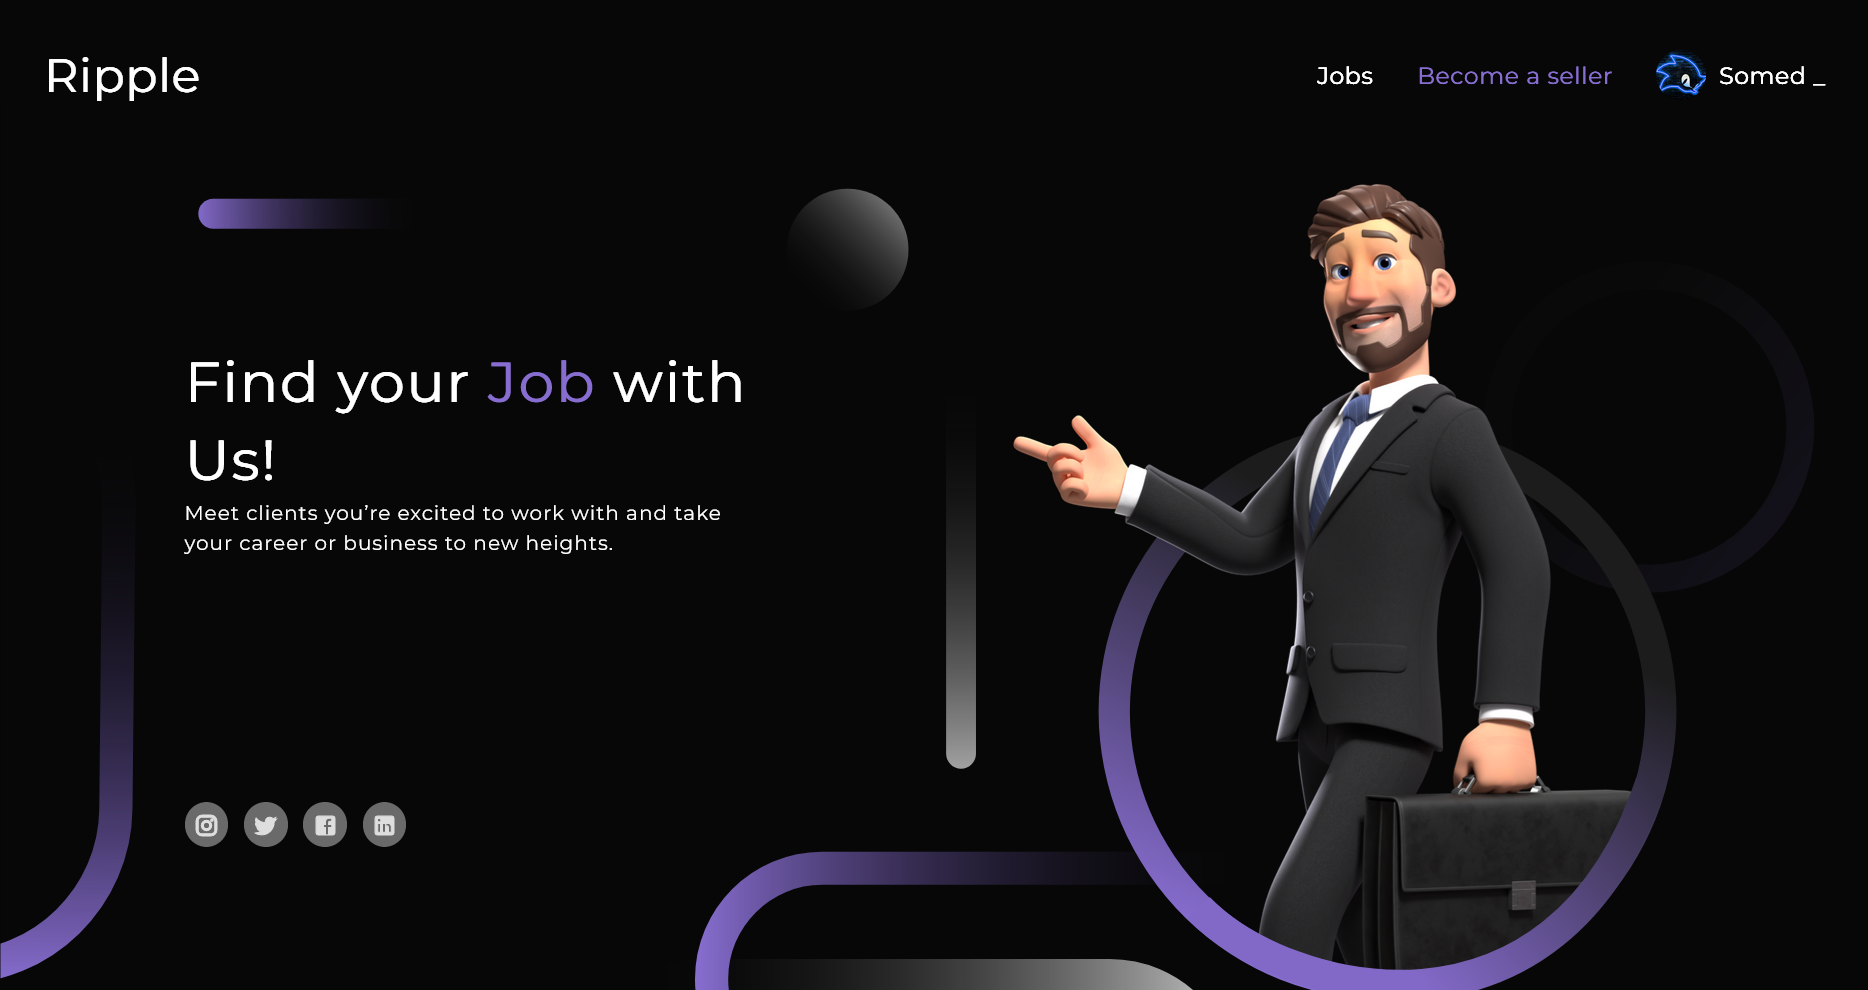 Ripple
Jobs
Become a seller
Somed _
Find your Job with
Us!
Meet clients you’re excited to work with and take
your career or business to new heights.